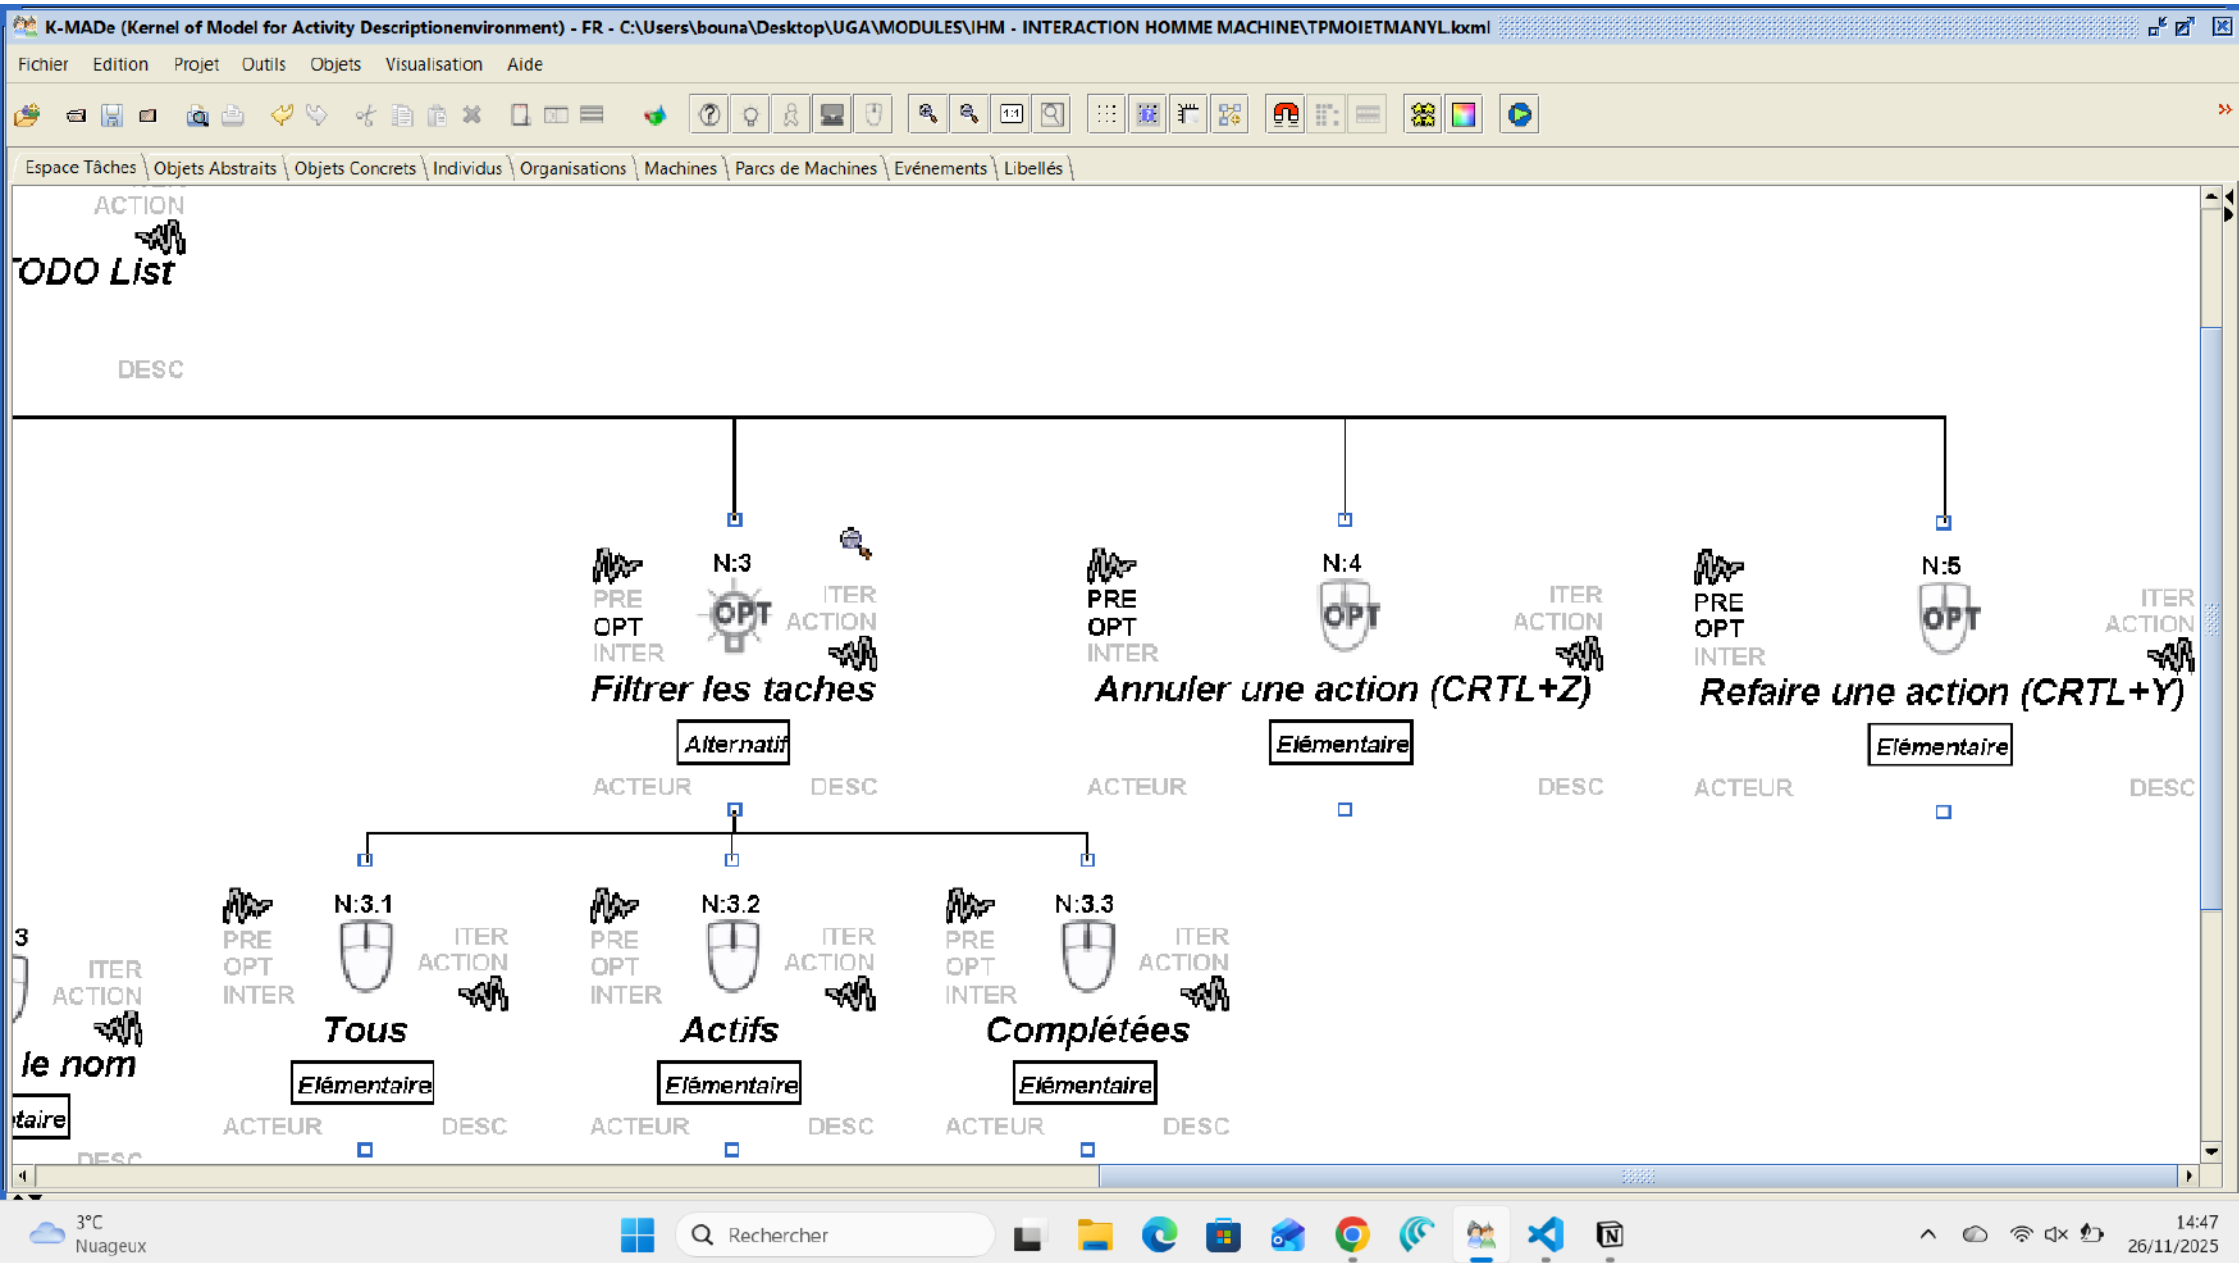 K-MADe (Kernel of Model for Activity Descriptionenvironment) - FR - C:\Users\bouna\Desktop\UGA\MODULES\IHM - INTERACTION HOMME MACHINE\TPMOIETMANYL.kxml
Fichier Edition Projet Outils Objets Visualisation Aide
1:1
Espace Tâches Objets Abstraits Objets Concrets Individus Organisations Machines Parcs de Machines Evénements Libellés
ACTION
TODO List
DESC
N:3 N:4 N:5
PRE ITER PRE ITER PRE ITER
OPT OPT ACTION OPT OPT ACTION OPT OPT ACTION
INTER INTER INTER
Filtrer les taches Annuler une action (CRTL+Z) Refaire une action (CRTL+Y)
Alternatif Elémentaire Elémentaire
ACTEUR DESC ACTEUR DESC ACTEUR DESC
3 N:3.1 N:3.2 N:3.3
ITER PRE ITER PRE ITER PRE ITER
ACTION OPT ACTION OPT ACTION OPT ACTION
INTER INTER INTER
le nom Tous Actifs Complétées
taire Elémentaire Elémentaire Elémentaire
DESC ACTEUR DESC ACTEUR DESC ACTEUR DESC
3°C
Nuageux
Rechercher
14:47
26/11/2025